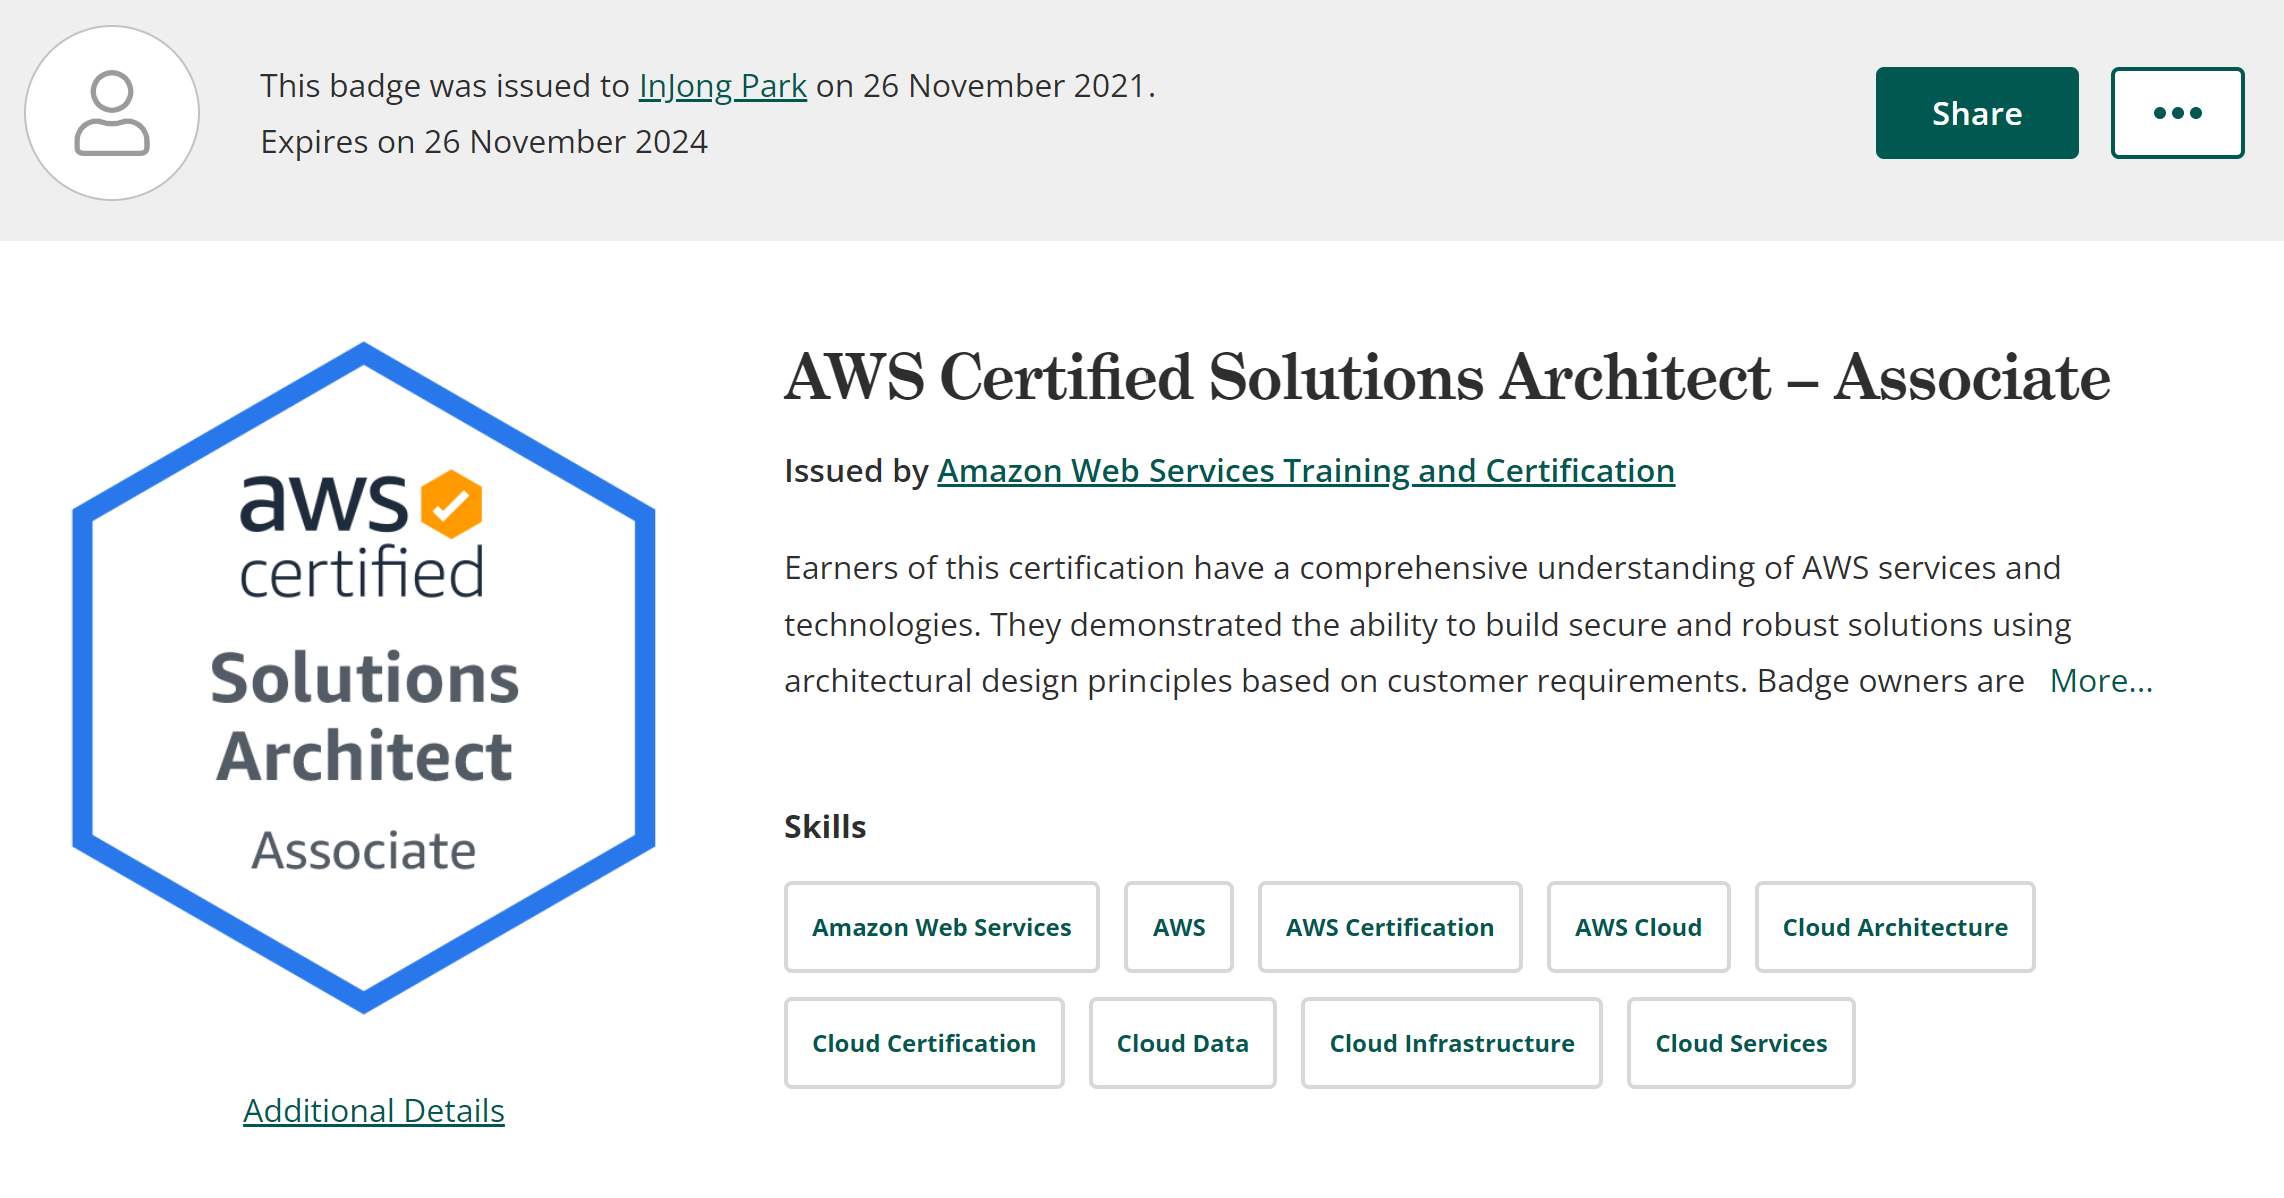 This badge was issued to InJong Park on 26 November 2021.
Expires on 26 November 2024
Share
aws
certified
Solutions
Architect
Associate
Additional Details
AWS Certified Solutions Architect – Associate
Issued by Amazon Web Services Training and Certification
Earners of this certification have a comprehensive understanding of AWS services and
technologies. They demonstrated the ability to build secure and robust solutions using
architectural design principles based on customer requirements. Badge owners are More...
Skills
Amazon Web Services AWS AWS Certification AWS Cloud Cloud Architecture
Cloud Certification Cloud Data Cloud Infrastructure Cloud Services